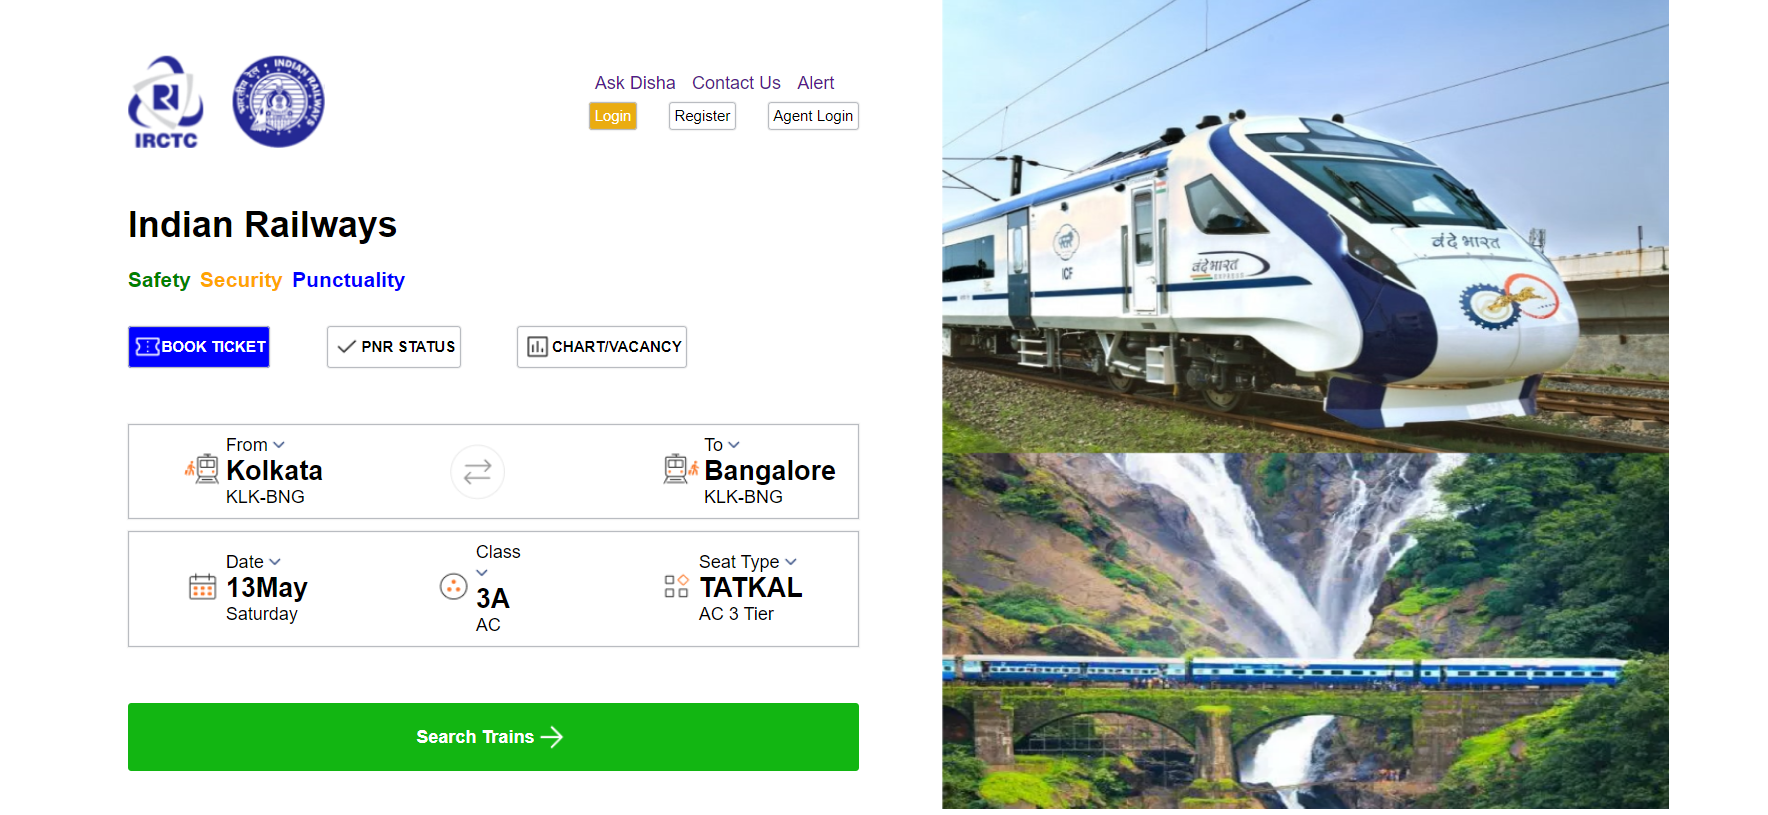 IRCTC
भारतीय रेल • INDIAN RAILWAYS
Ask Disha Contact Us Alert
Login Register Agent Login
Indian Railways
Safety Security Punctuality
BOOK TICKET PNR STATUS CHART/VACANCY
From To
Kolkata Bangalore
KLK-BNG KLK-BNG
Date Class Seat Type
13May 3A TATKAL
Saturday AC AC 3 Tier
Search Trains
वंदे भारत
ICF
वंदे भारत
EXPRESS